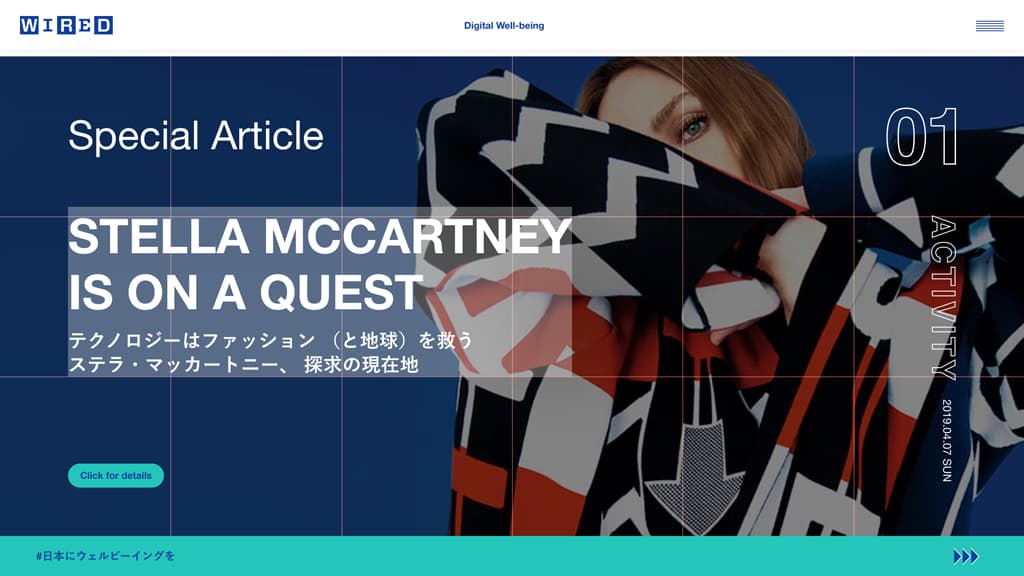 WIRED
Digital Well-being
Special Article
01
STELLA MCCARTNEY
IS ON A QUEST
テクノロジーはファッション （と地球）を救う
ステラ・マッカートニー、 探求の現在地
ACTIVITY
2019.04.07 SUN
Click for details
#日本にウェルビーイングを